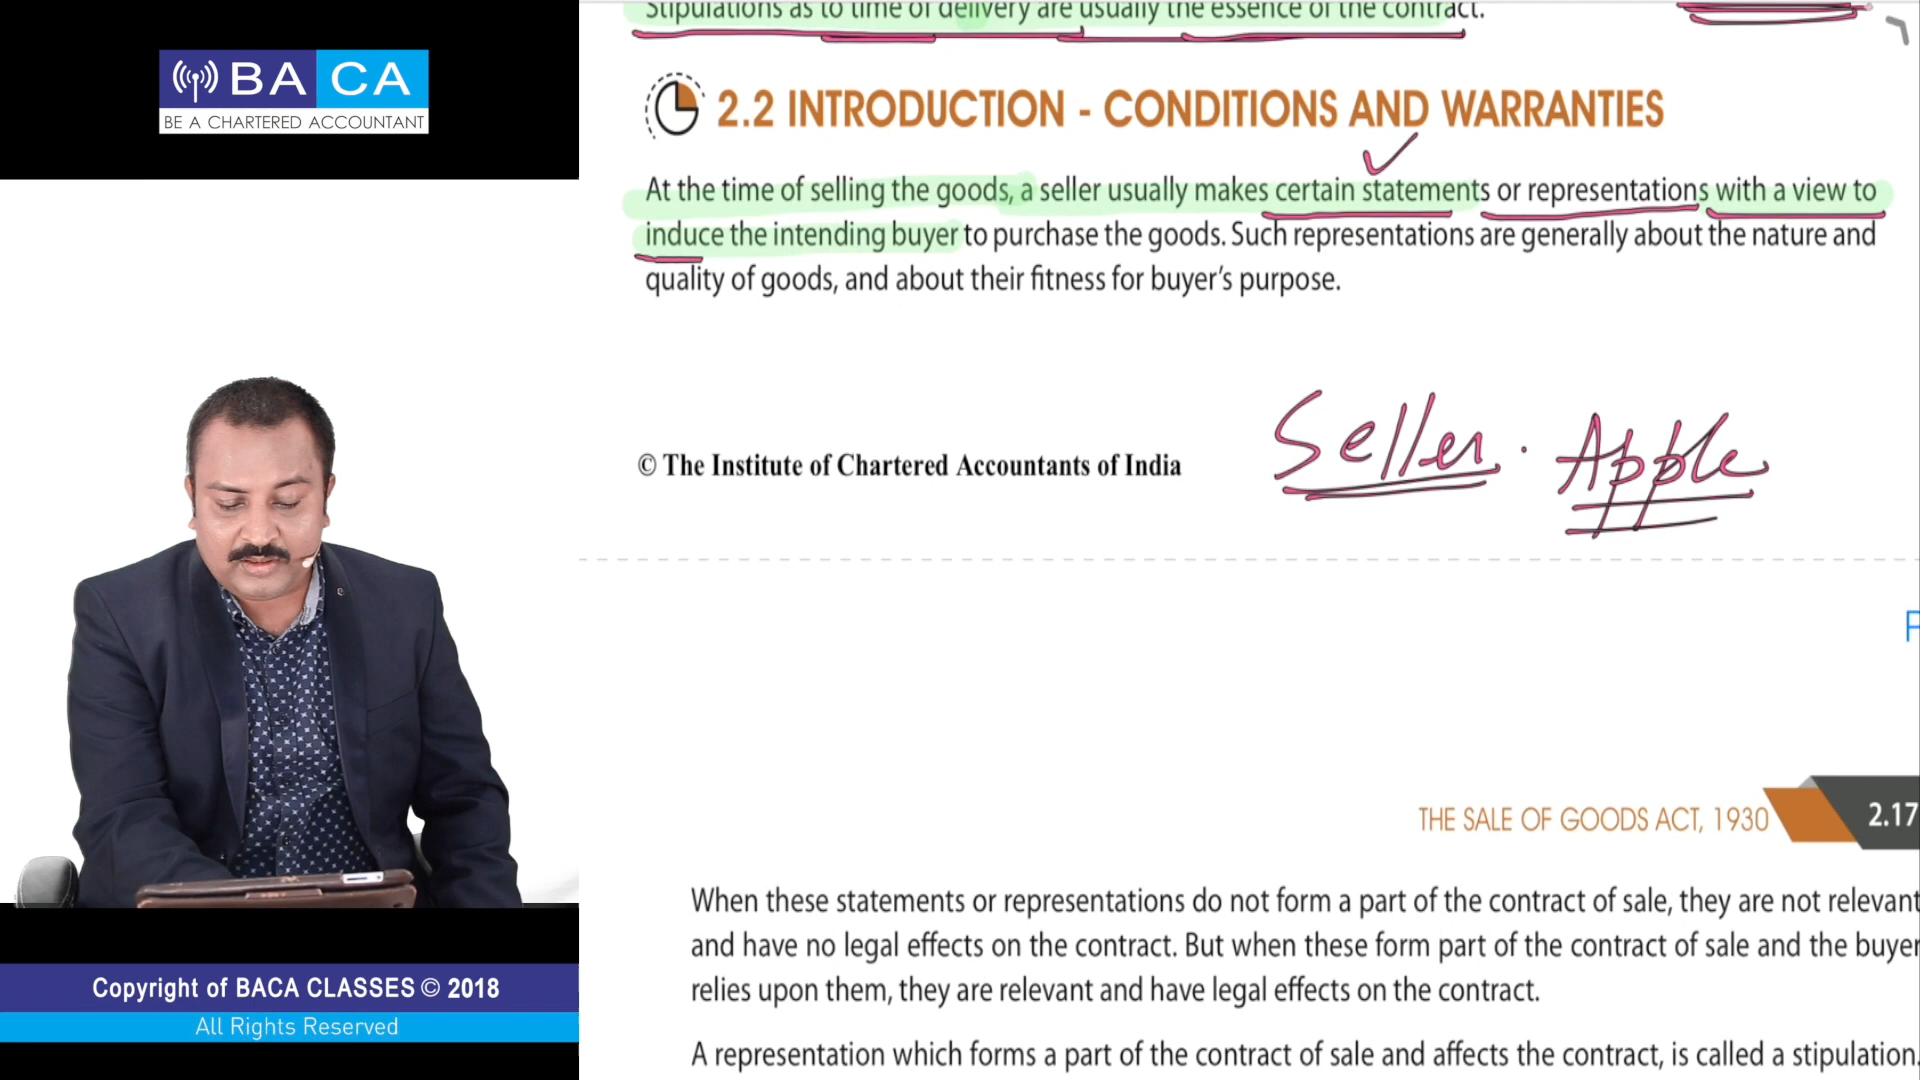 BA CA
BE A CHARTERED ACCOUNTANT
Stipulations as to time of delivery are usually the essence of the contract.
2.2 INTRODUCTION - CONDITIONS AND WARRANTIES
At the time of selling the goods, a seller usually makes certain statements or representations with a view to
induce the intending buyer to purchase the goods. Such representations are generally about the nature and
quality of goods, and about their fitness for buyer’s purpose.
Seller . Apple
© The Institute of Chartered Accountants of India
THE SALE OF GOODS ACT, 1930 2.17
When these statements or representations do not form a part of the contract of sale, they are not relevant
and have no legal effects on the contract. But when these form part of the contract of sale and the buyer
relies upon them, they are relevant and have legal effects on the contract.
A representation which forms a part of the contract of sale and affects the contract, is called a stipulation.
Copyright of BACA CLASSES © 2018
All Rights Reserved